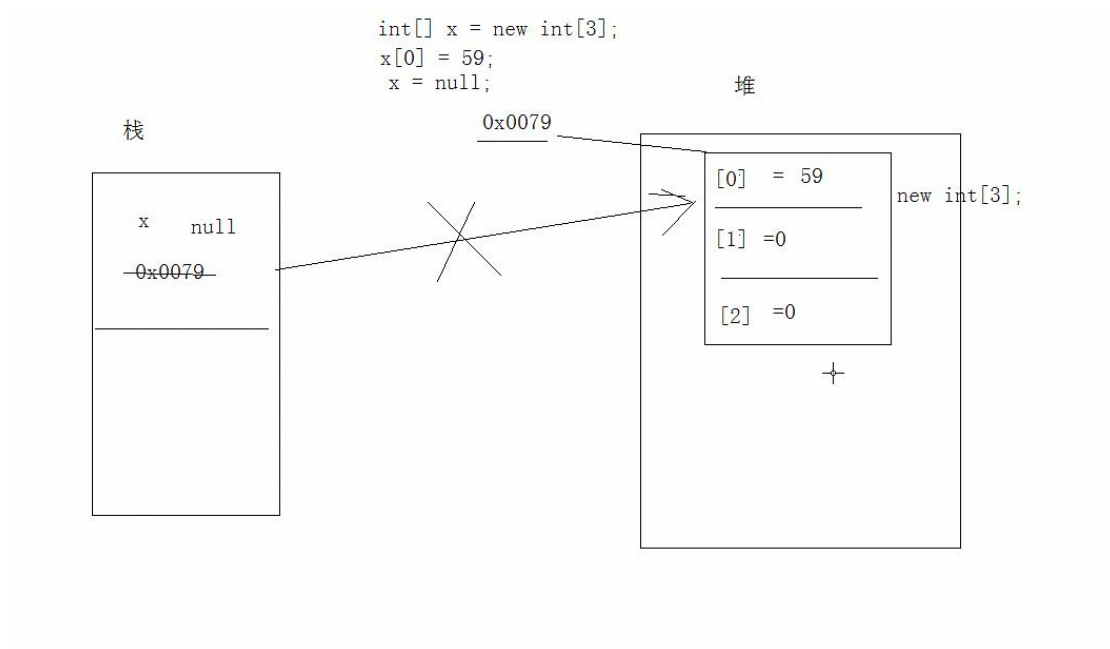 int[] x = new int[3];
x[0] = 59;
x = null;
堆
0x0079
栈
[0] = 59
new int[3];
x null
[1] =0
0x0079
[2] =0